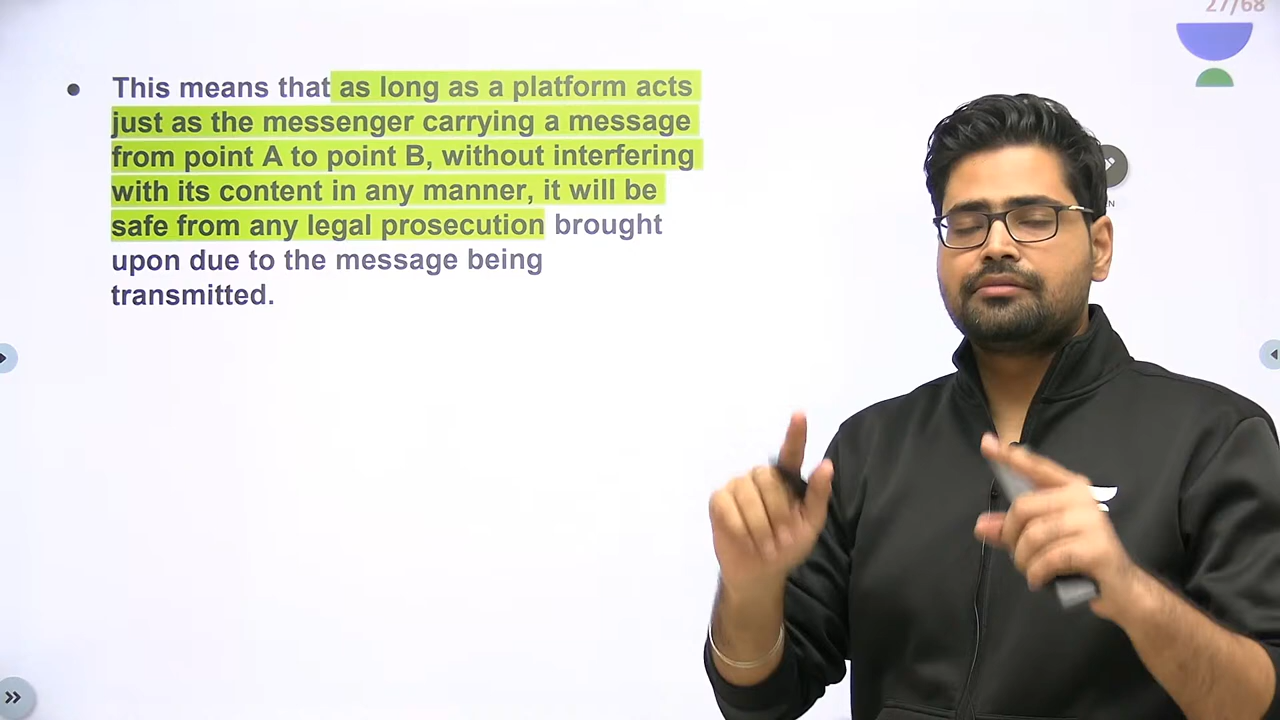 27/68
This means that as long as a platform acts
just as the messenger carrying a message
from point A to point B, without interfering
with its content in any manner, it will be
safe from any legal prosecution brought
upon due to the message being
transmitted.